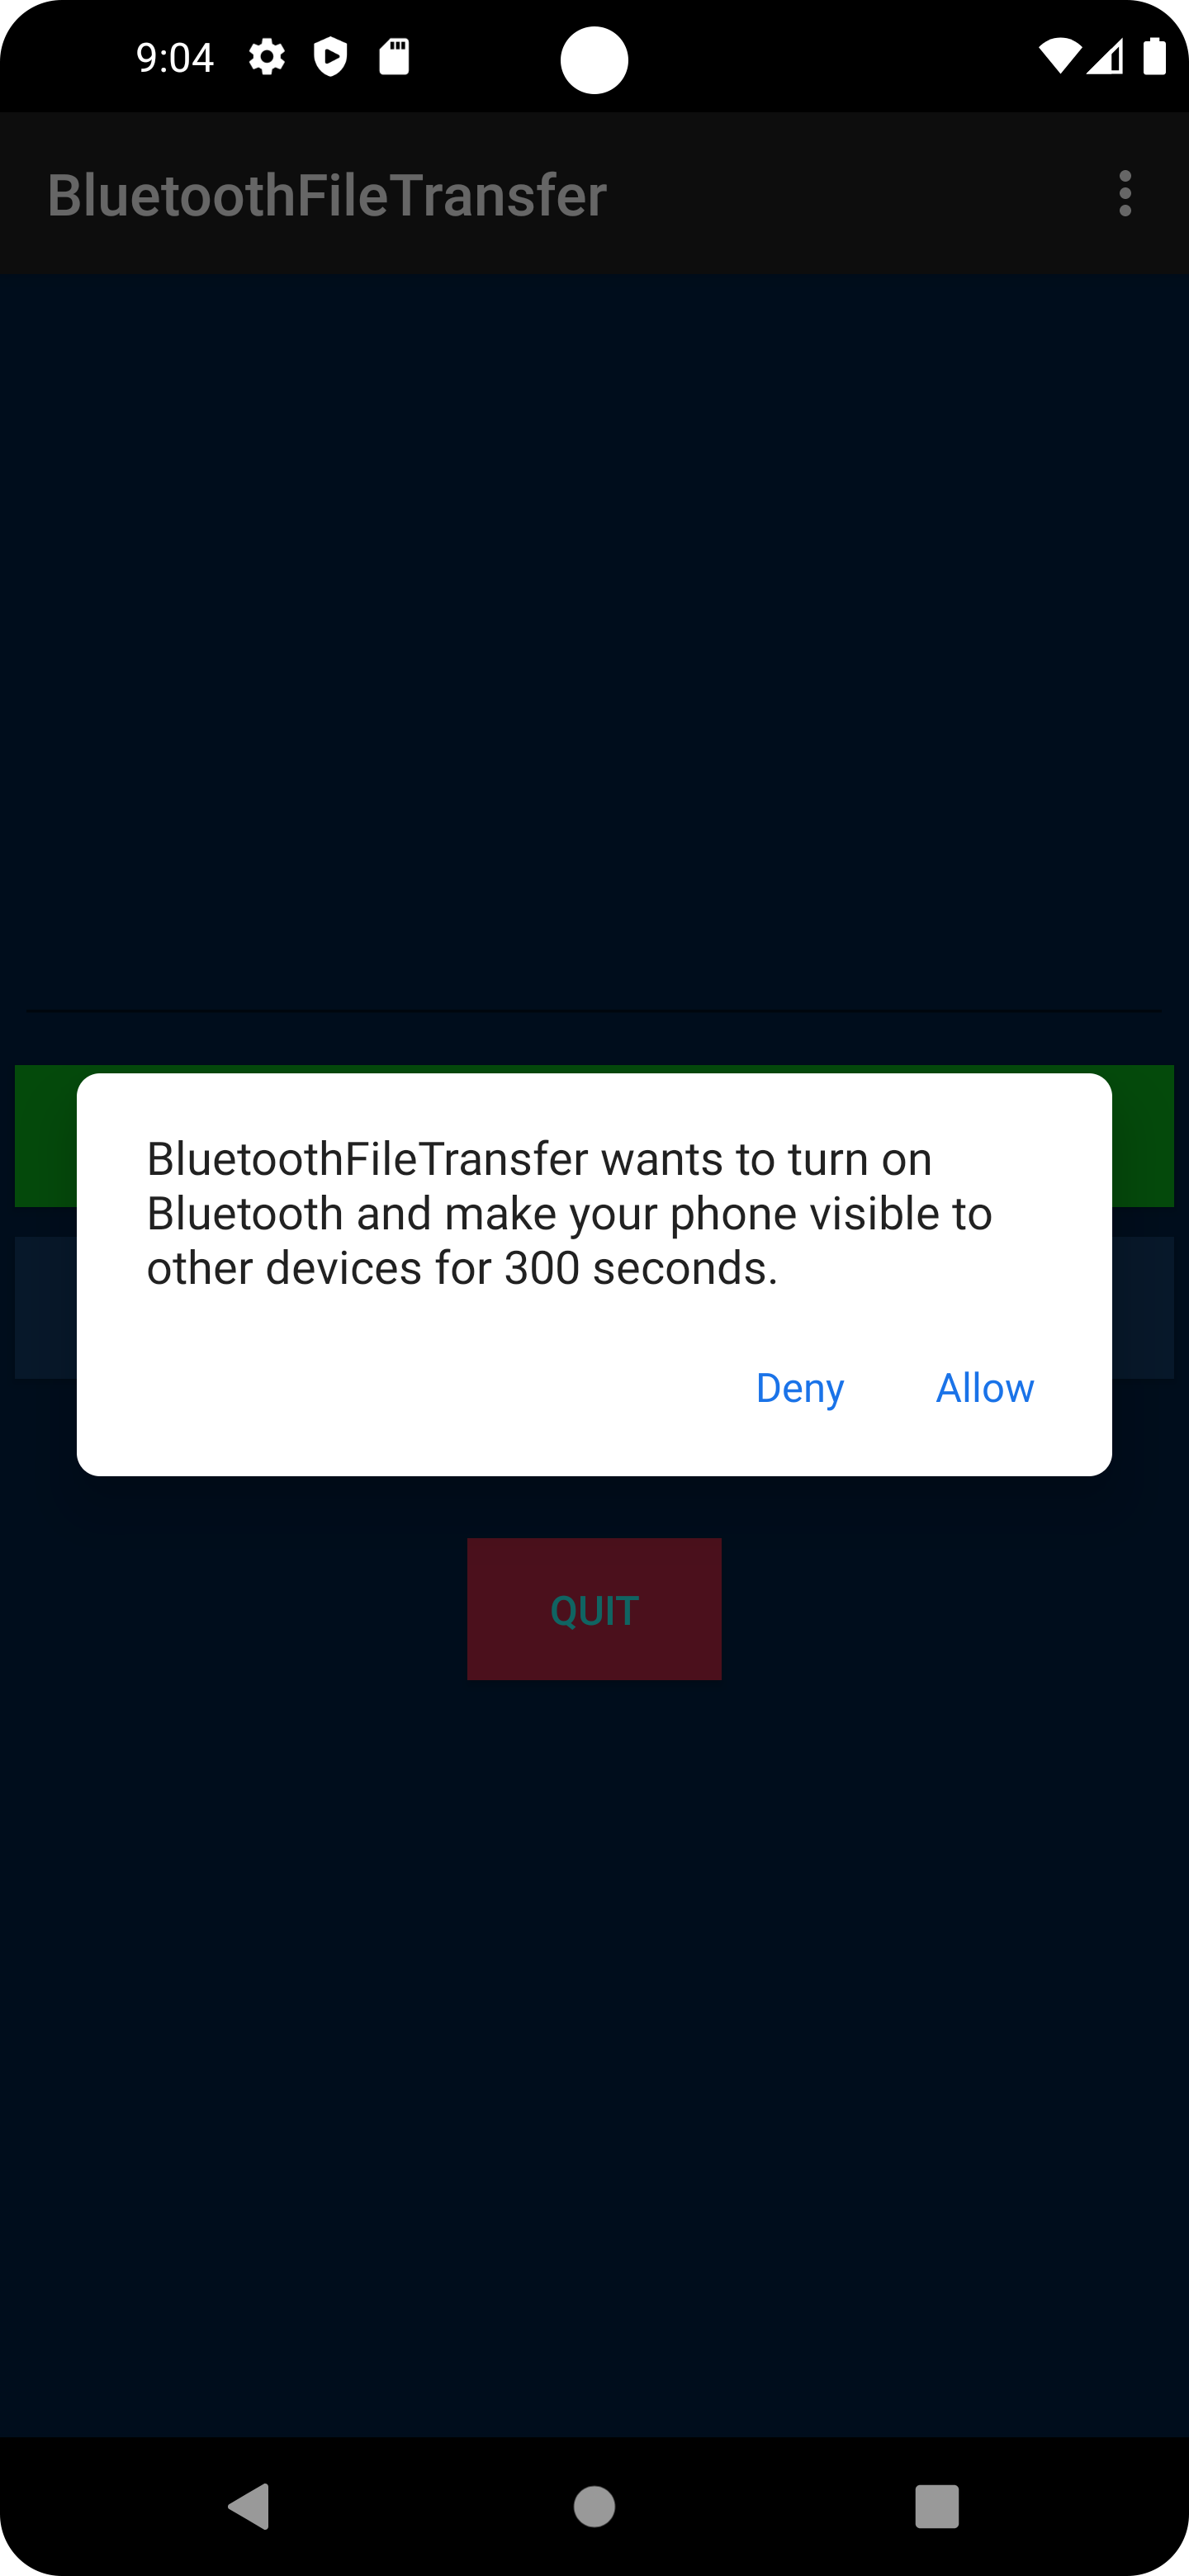 9:04
BluetoothFileTransfer
BluetoothFileTransfer wants to turn on
Bluetooth and make your phone visible to
other devices for 300 seconds.
Deny Allow
QUIT